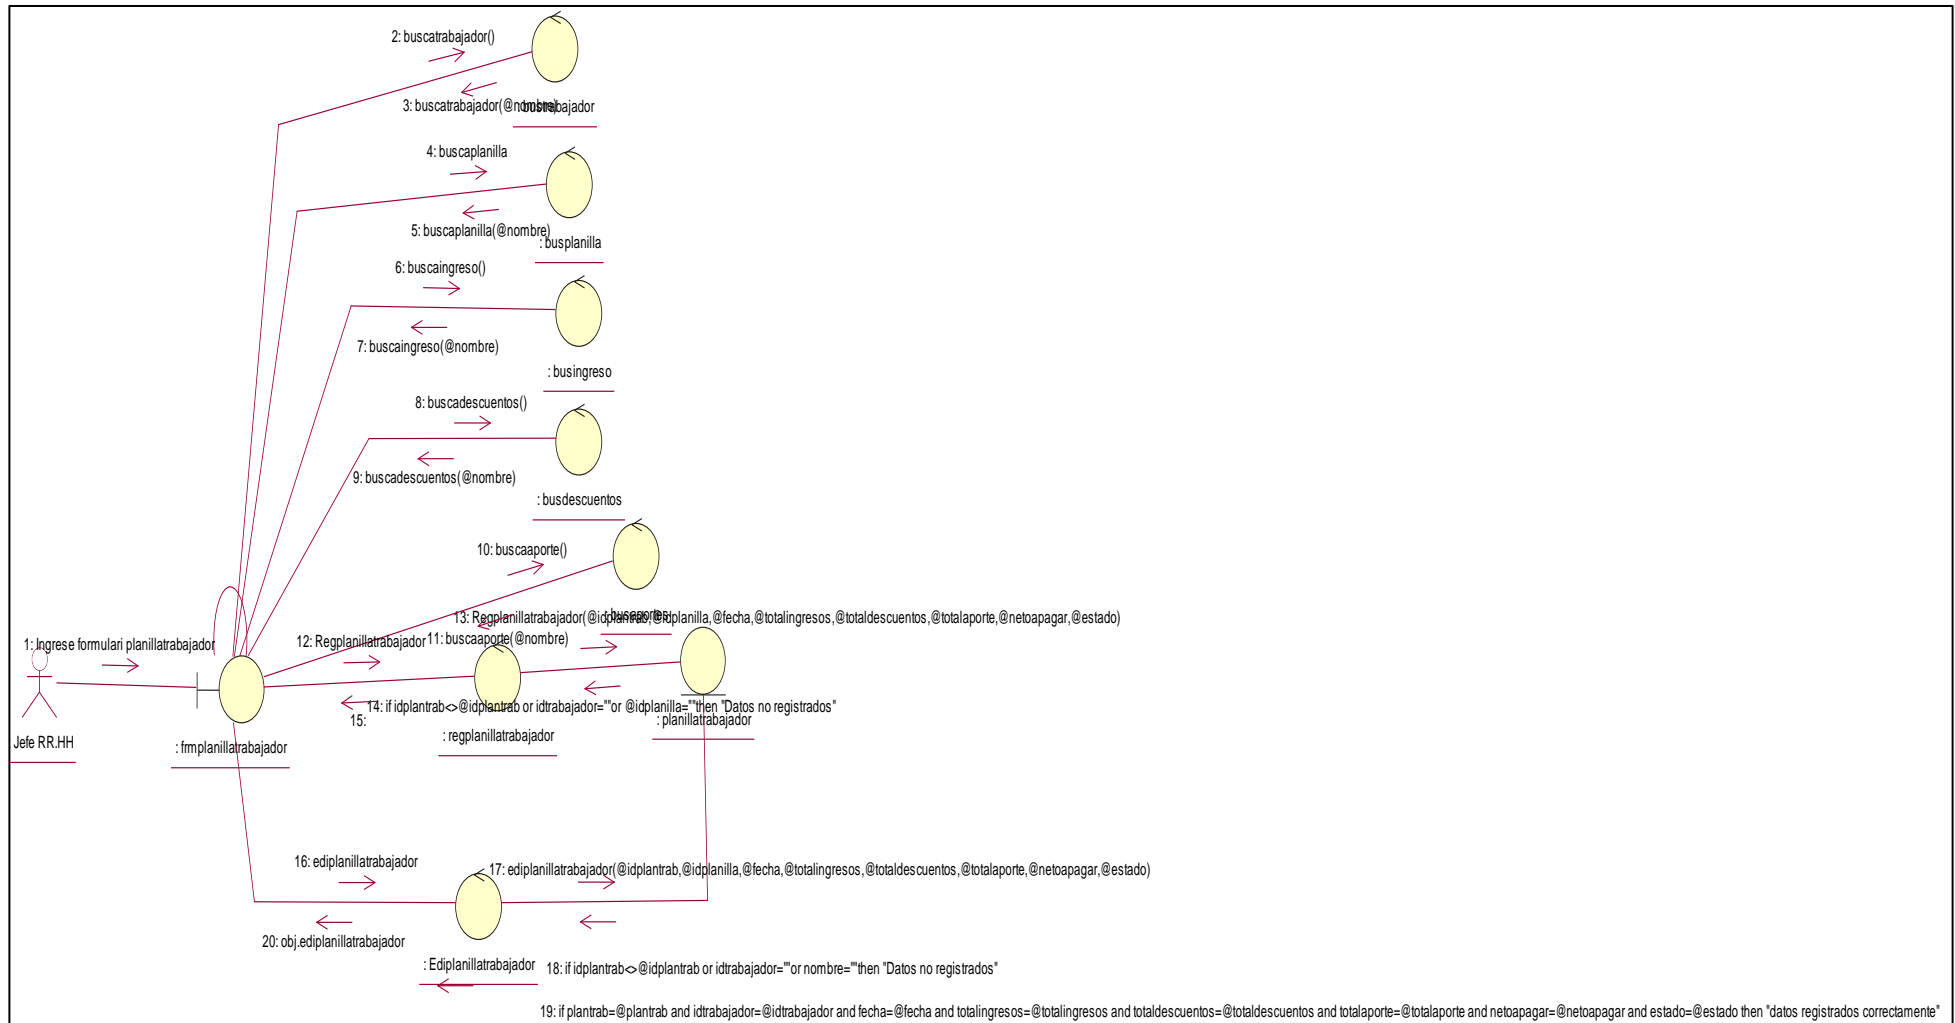 2: buscatrabajador()
3: buscatrabajador(@nombre)
: bustrabajador
4: buscaplanilla
5: buscaplanilla(@nombre)
: busplanilla
6: buscaingreso()
7: buscaingreso(@nombre)
: busingreso
8: buscadescuentos()
9: buscadescuentos(@nombre)
: busdescuentos
10: buscaaporte()
: busaportes
13: Regplanillatrabajador(@idplantrab,@idplanilla,@fecha,@totalingresos,@totaldescuentos,@totalaporte,@netoapagar,@estado)
11: buscaaporte(@nombre)
12: Regplanillatrabajador
1: Ingrese formulari planillatrabajador
14: if idplantrab<>@idplantrab or idtrabajador=""or @idplanilla=""then "Datos no registrados"
15:
: planillatrabajador
: regplanillatrabajador
Jefe RR.HH
: frmplanillatrabajador
16: ediplanillatrabajador
17: ediplanillatrabajador(@idplantrab,@idplanilla,@fecha,@totalingresos,@totaldescuentos,@totalaporte,@netoapagar,@estado)
20: obj.ediplanillatrabajador
: Ediplanillatrabajador
18: if idplantrab<>@idplantrab or idtrabajador=""or nombre=""then "Datos no registrados"
19: if plantrab=@plantrab and idtrabajador=@idtrabajador and fecha=@fecha and totalingresos=@totalingresos and totaldescuentos=@totaldescuentos and totalaporte=@totalaporte and netoapagar=@netoapagar and estado=@estado then "datos registrados correctamente"